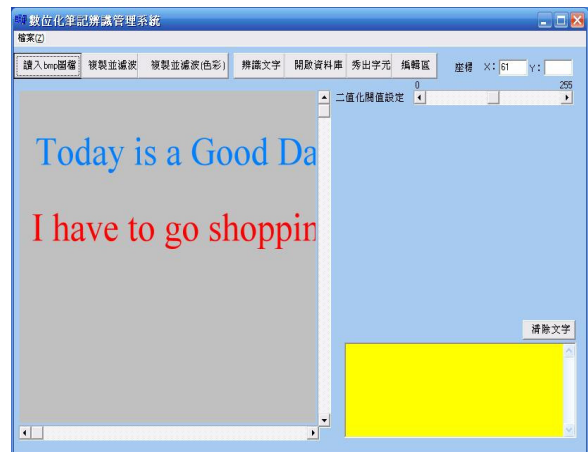 數位化筆記辨識管理系統
檔案(Z)
讀入bmp圖檔 複製並濾波 複製並濾波(色彩) 辨識文字 開啟資料庫 秀出字元 編輯區 座標 X: 61 Y:
0 255
二值化閥值設定
Today is a Good Da
I have to go shoppin
清除文字